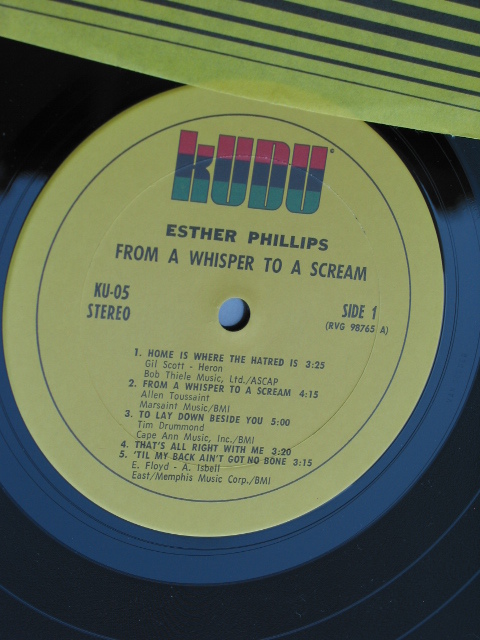 KUDU
ESTHER PHILLIPS
FROM A WHISPER TO A SCREAM
KU-05
STEREO
SIDE 1
(RVG 98765 A)
1. HOME IS WHERE THE HATRED IS 3:25
Gil Scott - Heron
Bob Thiele Music, Ltd./ASCAP
2. FROM A WHISPER TO A SCREAM 4:15
Allen Toussaint
Marsaint Music/BMI
3. TO LAY DOWN BESIDE YOU 5:00
Tim Drummond
Cape Ann Music, Inc./BMI
4. THAT'S ALL RIGHT WITH ME 3:20
5. 'TIL MY BACK AIN'T GOT NO BONE 3:15
E. Floyd - A. Isbell
East/Memphis Music Corp./BMI